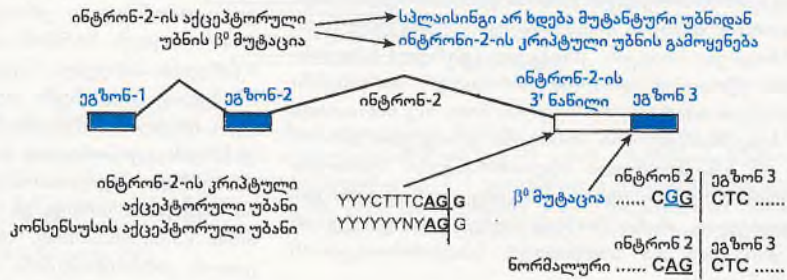 ინტრონ-2-ის აქცეპტორული
უბნის β⁰ მუტაცია
სპლაისინგი არ ხდება მუტანტური უბნიდან
ინტრონი-2-ის კრიპტული უბნის გამოყენება
ეგზონ-1
ეგზონ-2
ინტრონ-2
ინტრონ-2-ის
3' ნაწილი
ეგზონ 3
ინტრონ-2-ის კრიპტული
აქცეპტორული უბანი
YYYCTTTCAG G
კონსენსუსის აქცეპტორული უბანი
YYYYYYNYAG G
β⁰ მუტაცია
ინტრონ 2 ეგზონ 3
...... CGG CTC ......
ინტრონ 2 ეგზონ 3
ნორმალური ...... CAG CTC ......